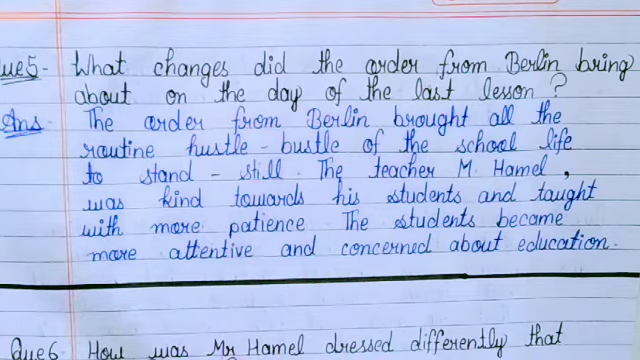 Que5- What changes did the order from Berlin bring
about on the day of the last lesson ?
Ans - The order from Berlin brought all the
routine hustle - bustle of the school life
to stand - still. The teacher M. Hamel,
was kind towards his students and taught
with more patience The students became
more attentive and concerned about education.
Que6 How was Mr Hamel dressed differently that